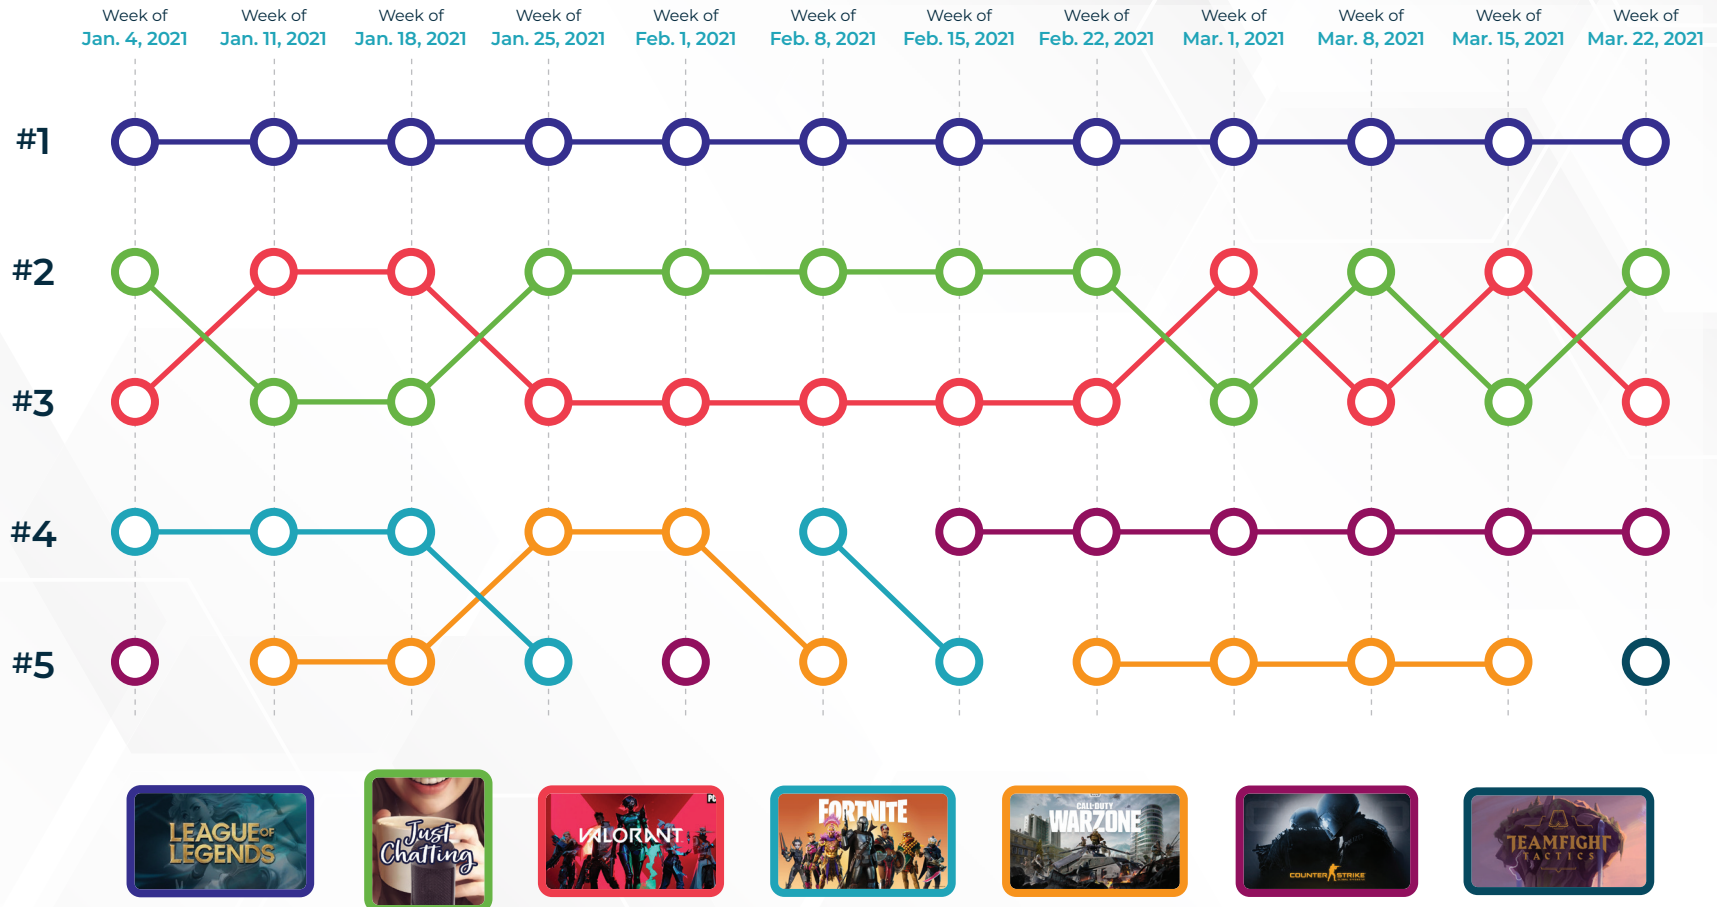 Week of Week of Week of Week of Week of Week of Week of Week of Week of Week of Week of Week of
Jan. 4, 2021 Jan. 11, 2021 Jan. 18, 2021 Jan. 25, 2021 Feb. 1, 2021 Feb. 8, 2021 Feb. 15, 2021 Feb. 22, 2021 Mar. 1, 2021 Mar. 8, 2021 Mar. 15, 2021 Mar. 22, 2021
#1
#2
#3
#4
#5
LEAGUE OF
LEGENDS
Just
Chatting
PC
VALORANT
FORTNITE
CALL OF DUTY
WARZONE
COUNTER STRIKE
TEAMFIGHT
TACTICS